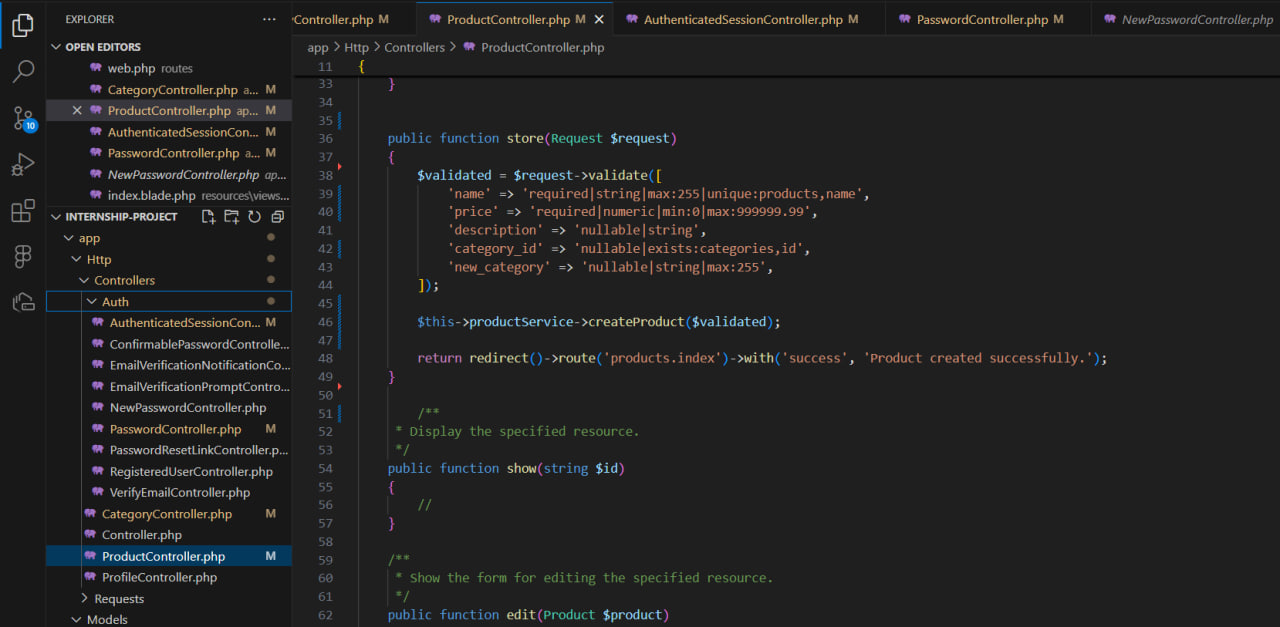 EXPLORER
OPEN EDITORS
web.php routes
CategoryController.php a... M
ProductController.php ap... M
AuthenticatedSessionCon... M
PasswordController.php a... M
NewPasswordController.php ap...
index.blade.php resources\views...
INTERNSHIP-PROJECT
app
Http
Controllers
Auth
AuthenticatedSessionCon... M
ConfirmablePasswordControlle...
EmailVerificationNotificationCo...
EmailVerificationPromptContro...
NewPasswordController.php
PasswordController.php M
PasswordResetLinkController.p...
RegisteredUserController.php
VerifyEmailController.php
CategoryController.php M
Controller.php
ProductController.php M
ProfileController.php
Requests
Models
10
Controller.php M
ProductController.php M
AuthenticatedSessionController.php M
PasswordController.php M
NewPasswordController.php
app > Http > Controllers > ProductController.php
11 {
33 }
34
35
36 public function store(Request $request)
37 {
38 $validated = $request->validate([
39 'name' => 'required|string|max:255|unique:products,name',
40 'price' => 'required|numeric|min:0|max:999999.99',
41 'description' => 'nullable|string',
42 'category_id' => 'nullable|exists:categories,id',
43 'new_category' => 'nullable|string|max:255',
44 ]);
45
46 $this->productService->createProduct($validated);
47
48 return redirect()->route('products.index')->with('success', 'Product created successfully.');
49 }
50
51 /**
52 * Display the specified resource.
53 */
54 public function show(string $id)
55 {
56 //
57 }
58
59 /**
60 * Show the form for editing the specified resource.
61 */
62 public function edit(Product $product)